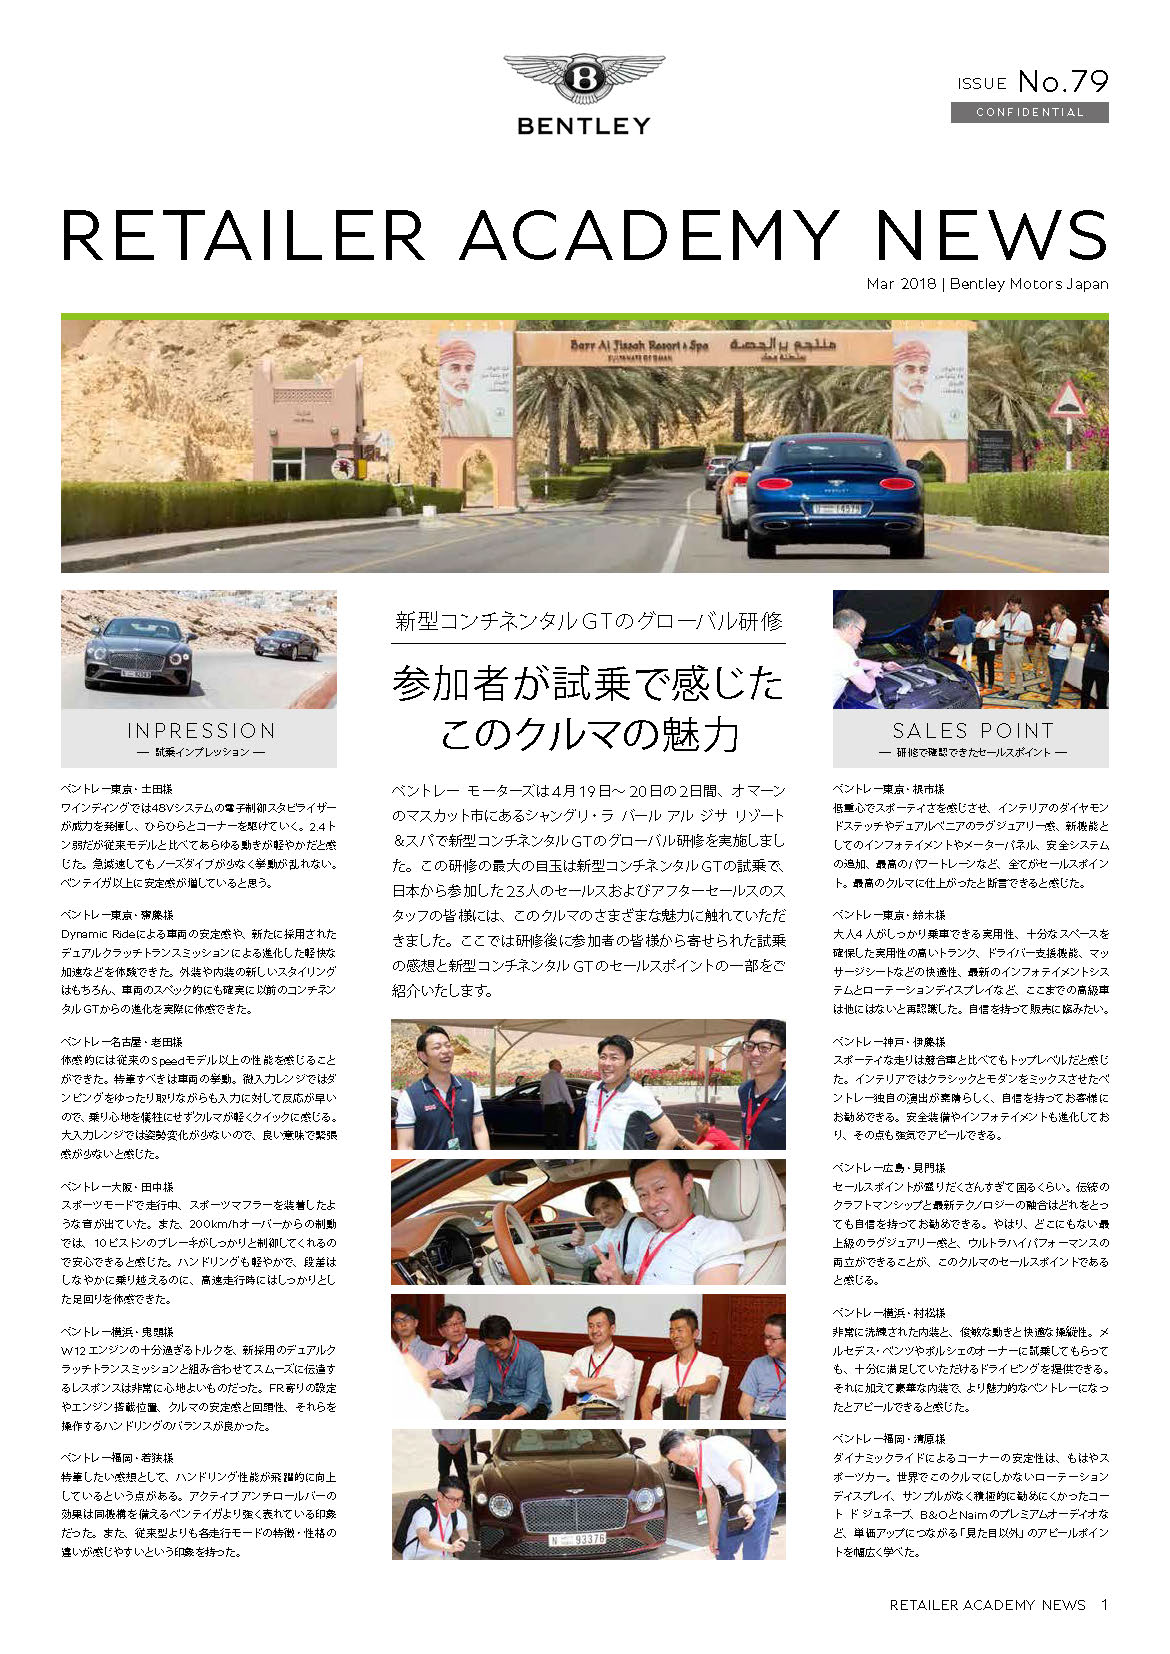 BENTLEY
ISSUE No.79
CONFIDENTIAL
RETAILER ACADEMY NEWS
Mar 2018 | Bentley Motors Japan
Barr Al Jissah Resort & Spa
SULTANATE OF OMAN
منتجع برالجصة
سلطنة عمان
INPRESSION
— 試乗インプレッション —
ベントレー東京・士田様
ワインディングでは48Vシステムの電子制御スタビライザー
が威力を発揮し、ひらひらとコーナーを駆けていく。2.4ト
ン弱だが従来モデルと比べてあらゆる動きが軽やかだと感
じた。急減速してもノーズダイブが少なく挙動が乱れない。
ベンテイガ以上に安定感が増していると思う。
ベントレー東京・齋藤様
Dynamic Rideによる車両の安定感や、新たに採用された
デュアルクラッチトランスミッションによる進化した軽快な
加速などを体験できた。外装や内装の新しいスタイリング
はもちろん、車両のスペック的にも確実に以前のコンチネン
タルGTからの進化を実際に体感できた。
ベントレー名古屋・老田様
体感的には従来のSpeedモデル以上の性能を感じること
ができた。特筆すべきは車両の挙動。微入力レンジではダ
ンピングをゆったり取りながらも入力に対して反応が早い
ので、乗り心地を犠牲にせずクルマが軽くクイックに感じる。
大入力レンジでは姿勢変化が少ないので、良い意味で緊張
感が少ないと感じた。
ベントレー大阪・田中様
スポーツモードで走行中、スポーツマフラーを装着したよ
うな音が出ていた。また、200km/hオーバーからの制動
では、10ピストンのブレーキがしっかりと制御してくれるの
で安心できると感じた。ハンドリングも軽やかで、段差は
しなやかに乗り越えるのに、高速走行時にはしっかりとし
た足回りを体感できた。
ベントレー横浜・鬼頭様
W12エンジンの十分過ぎるトルクを、新採用のデュアルク
ラッチトランスミッションと組み合わせてスムーズに伝達す
るレスポンスは非常に心地よいものだった。FR寄りの設定
やエンジン搭載位置、クルマの安定感と回頭性、それらを
操作するハンドリングのバランスが良かった。
ベントレー福岡・若狭様
特筆したい感想として、ハンドリング性能が飛躍的に向上
しているという点がある。アクティブアンチロールバーの
効果は同機構を備えるベンテイガより強く表れている印象
だった。また、従来型よりも各走行モードの特徴・性格の
違いが感じやすいという印象を持った。
新型コンチネンタルGTのグローバル研修
参加者が試乗で感じた
このクルマの魅力
ベントレー モーターズは4月19日〜20日の2日間、オマーン
のマスカット市にあるシャングリ・ラ バール アル ジサ リゾート
＆スパで新型コンチネンタルGTのグローバル研修を実施しまし
た。この研修の最大の目玉は新型コンチネンタルGTの試乗で、
日本から参加した23人のセールスおよびアフターセールスのス
タッフの皆様には、このクルマのさまざまな魅力に触れていただ
きました。ここでは研修後に参加者の皆様から寄せられた試乗
の感想と新型コンチネンタルGTのセールスポイントの一部をご
紹介いたします。
93376
SALES POINT
— 研修で確認できたセールスポイント —
ベントレー東京・根市様
低重心でスポーティさを感じさせ、インテリアのダイヤモン
ドステッチやデュアルベニアのラグジュアリー感、新機能と
してのインフォテイメントやメーターパネル、安全システム
の追加、最高のパワートレーンなど、全てがセールスポイン
ト。最高のクルマに仕上がったと断言できると感じた。
ベントレー東京・鈴木様
大人4人がしっかり乗車できる実用性、十分なスペースを
確保した実用性の高いトランク、ドライバー支援機能、マッ
サージシートなどの快適性、最新のインフォテイメントシス
テムとローテーションディスプレイなど、ここまでの高級車
は他にはないと再認識した。自信を持って販売に臨みたい。
ベントレー神戸・伊藤様
スポーティな走りは競合車と比べてもトップレベルだと感じ
た。インテリアではクラシックとモダンをミックスさせたベ
ントレー独自の演出が素晴らしく、自信を持ってお客様に
お勧めできる。安全装備やインフォテイメントも進化してお
り、その点も強気でアピールできる。
ベントレー広島・見門様
セールスポイントが盛りだくさんすぎて困るくらい。伝統の
クラフトマンシップと最新テクノロジーの融合はどれをとっ
ても自信を持ってお勧めできる。やはり、どこにもない最
上級のラグジュアリー感と、ウルトラハイパフォーマンスの
両立ができることが、このクルマのセールスポイントである
と感じる。
ベントレー横浜・村松様
非常に洗練された内装と、俊敏な動きと快適な操縦性。メ
ルセデス・ベンツやポルシェのオーナーに試乗してもらって
も、十分に満足していただけるドライビングを提供できる。
それに加えて豪華な内装で、より魅力的なベントレーになっ
たとアピールできると感じた。
ベントレー福岡・清原様
ダイナミックライドによるコーナーの安定性は、もはやス
ポーツカー。世界でこのクルマにしかないローテーション
ディスプレイ、サンプルがなく積極的に勧めにくかったコー
ト ド ジュネーブ、B&OとNaimのプレミアムオーディオな
ど、単価アップにつながる「見た目以外」のアピールポイン
トを幅広く学べた。
RETAILER ACADEMY NEWS 1